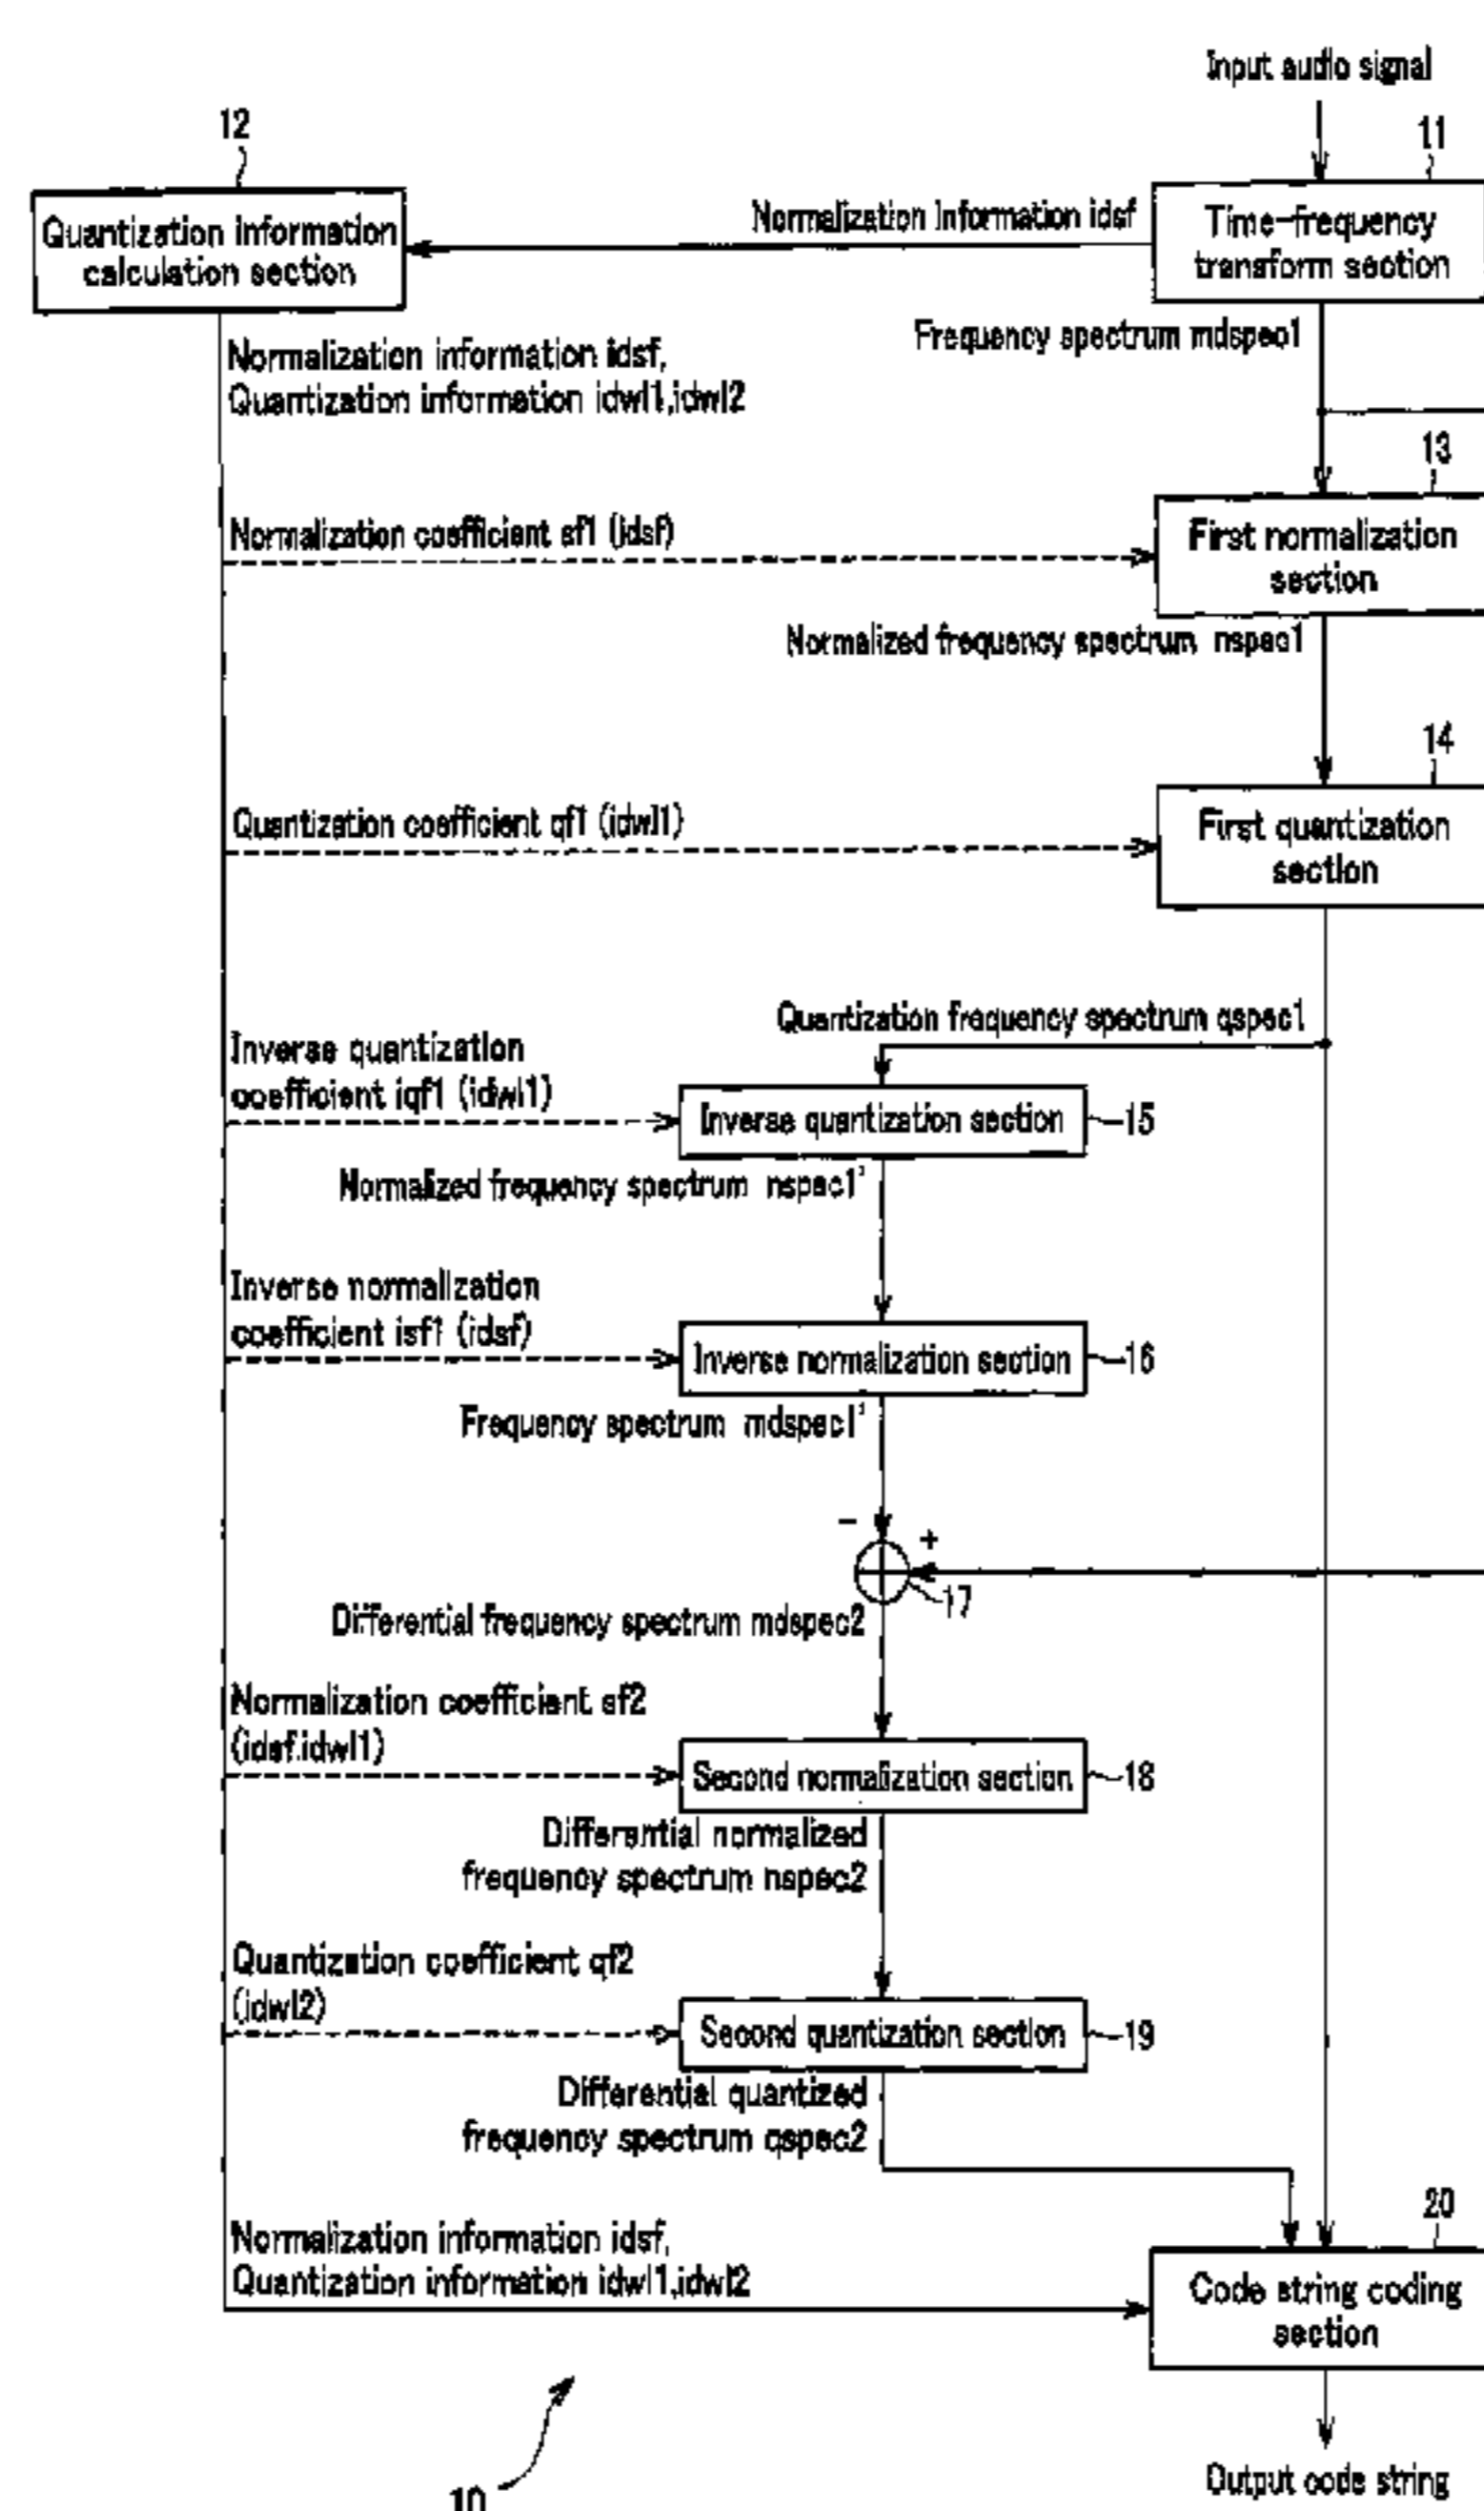 Input audio signal
12
11
Quantization information
calculation section
Normalization Information idsf
Time-frequency
transform section
Frequency spectrum mdspec1
Normalization information idsf,
Quantization information idwl1,idwl2
13
Normalization coefficient sf1 (idsf)
First normalization
section
Normalized frequency spectrum nspec1
14
Quantization coefficient qf1 (idwl1)
First quantization
section
Quantization frequency spectrum qspec1
Inverse quantization
coefficient iqf1 (idwl1)
Inverse quantization section
15
Normalized frequency spectrum nspec1'
Inverse normalization
coefficient isf1 (idsf)
Inverse normalization section
16
Frequency spectrum mdspec1'
-
+
17
Differential frequency spectrum mdspec2
Normalization coefficient sf2
(idsf,idwl1)
Second normalization section
18
Differential normalized
frequency spectrum nspec2
Quantization coefficient qf2
(idwl2)
Second quantization section
19
Differential quantized
frequency spectrum qspec2
20
Normalization information idsf,
Quantization information idwl1,idwl2
Code string coding
section
10
Output code string